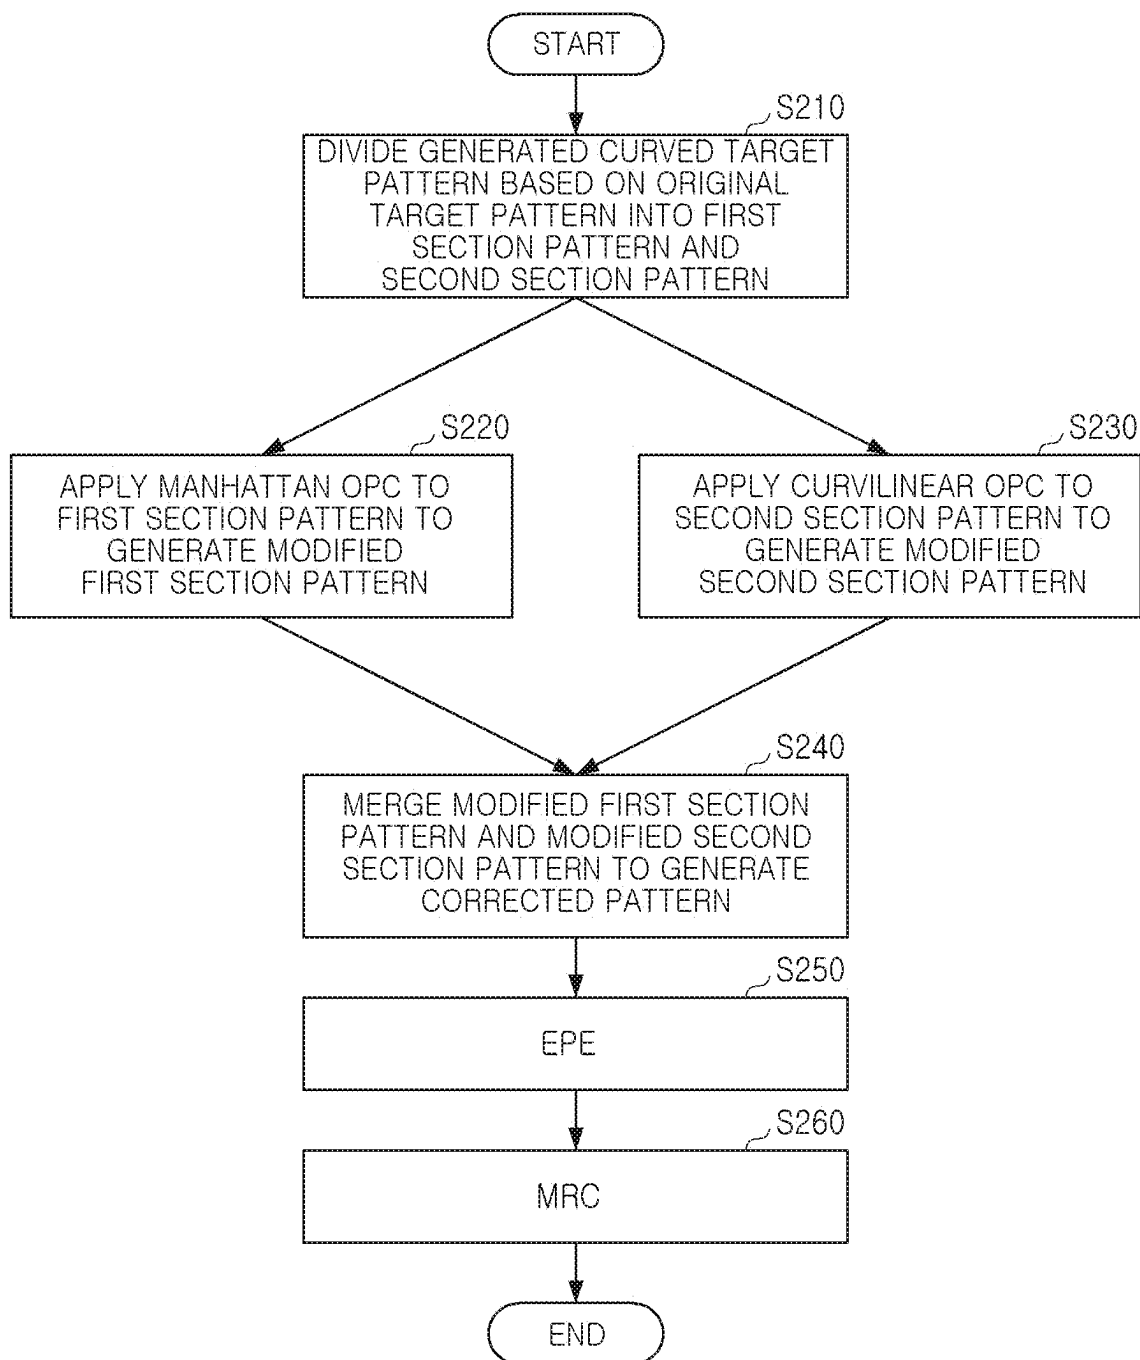 START
S210
DIVIDE GENERATED CURVED TARGET
PATTERN BASED ON ORIGINAL
TARGET PATTERN INTO FIRST
SECTION PATTERN AND
SECOND SECTION PATTERN
S220
APPLY MANHATTAN OPC TO
FIRST SECTION PATTERN TO
GENERATE MODIFIED
FIRST SECTION PATTERN
S230
APPLY CURVILINEAR OPC TO
SECOND SECTION PATTERN TO
GENERATE MODIFIED
SECOND SECTION PATTERN
S240
MERGE MODIFIED FIRST SECTION
PATTERN AND MODIFIED SECOND
SECTION PATTERN TO GENERATE
CORRECTED PATTERN
S250
EPE
S260
MRC
END